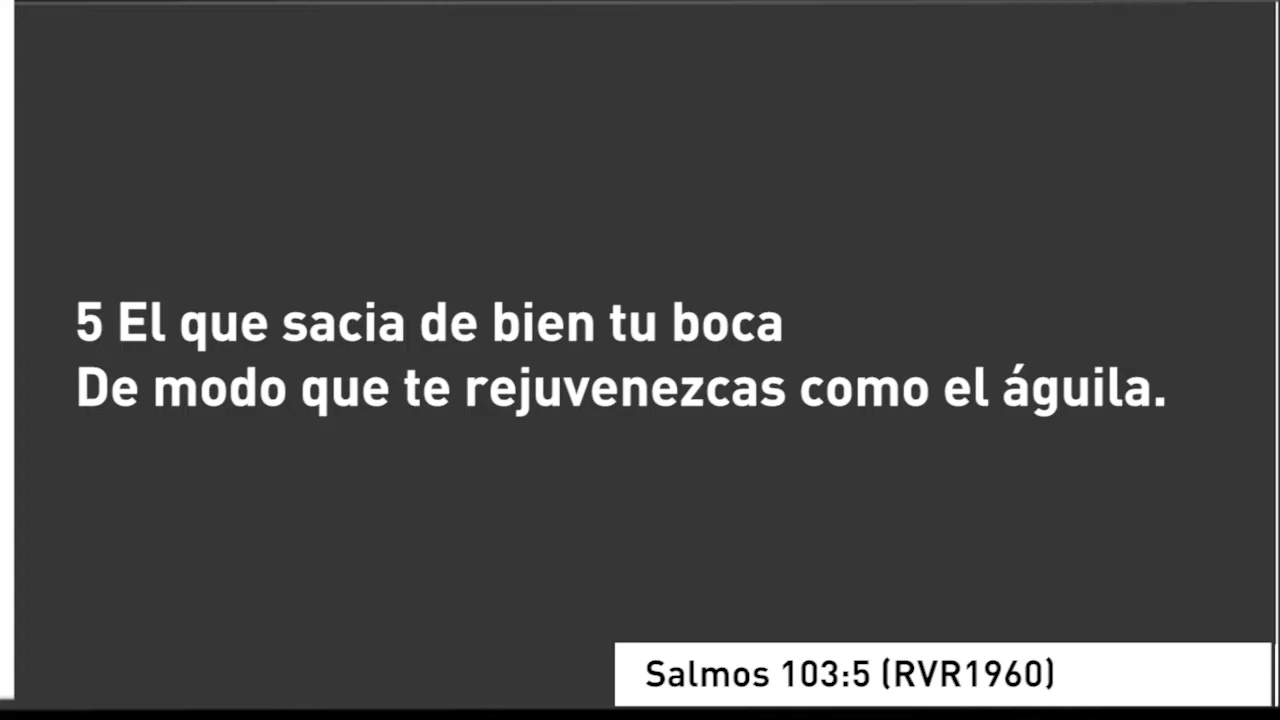 5 El que sacia de bien tu boca
De modo que te rejuvenezcas como el águila.
Salmos 103:5 (RVR1960)